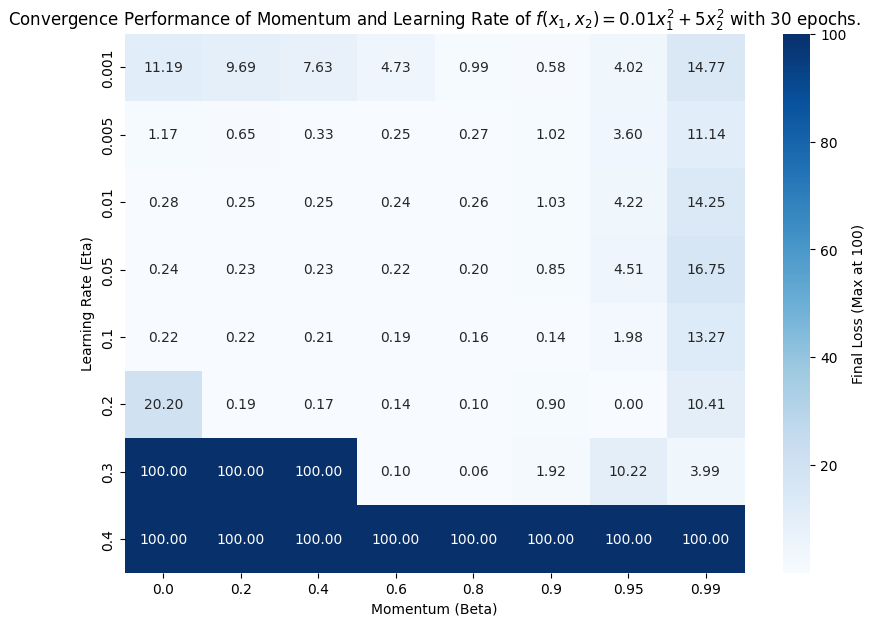 Convergence Performance of Momentum and Learning Rate of $f(x_1, x_2) = 0.01x_1^2 + 5x_2^2$ with 30 epochs.
Learning Rate (Eta)
0.001 11.19 9.69 7.63 4.73 0.99 0.58 4.02 14.77
0.005 1.17 0.65 0.33 0.25 0.27 1.02 3.60 11.14
0.01 0.28 0.25 0.25 0.24 0.26 1.03 4.22 14.25
0.05 0.24 0.23 0.23 0.22 0.20 0.85 4.51 16.75
0.1 0.22 0.22 0.21 0.19 0.16 0.14 1.98 13.27
0.2 20.20 0.19 0.17 0.14 0.10 0.90 0.00 10.41
0.3 100.00 100.00 100.00 0.10 0.06 1.92 10.22 3.99
0.4 100.00 100.00 100.00 100.00 100.00 100.00 100.00 100.00
0.0 0.2 0.4 0.6 0.8 0.9 0.95 0.99
Momentum (Beta)
100
80
60
40
20
Final Loss (Max at 100)